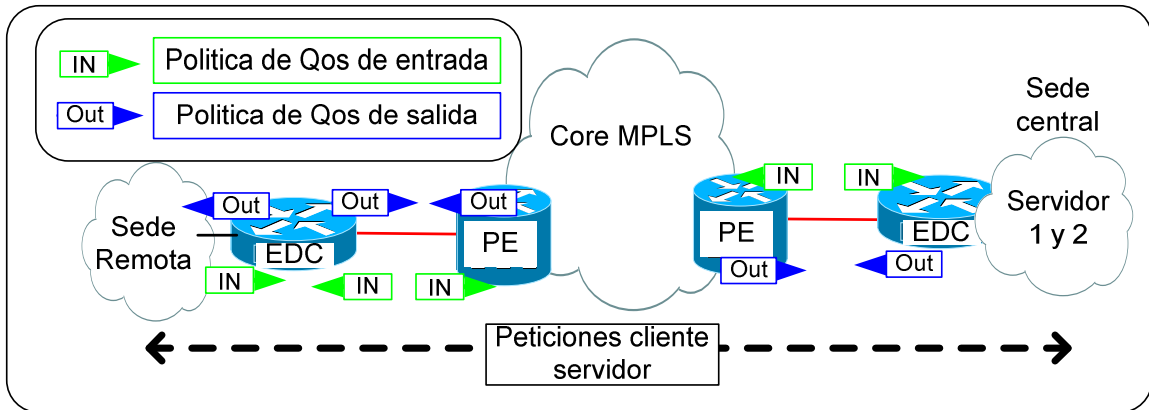 IN
Politica de Qos de entrada
Out
Politica de Qos de salida
Core MPLS
Sede
central
IN
IN
Out
Out
Out
Sede
Remota
EDC
PE
PE
EDC
Servidor
1 y 2
Out
Out
IN
IN
IN
Peticiones cliente
servidor